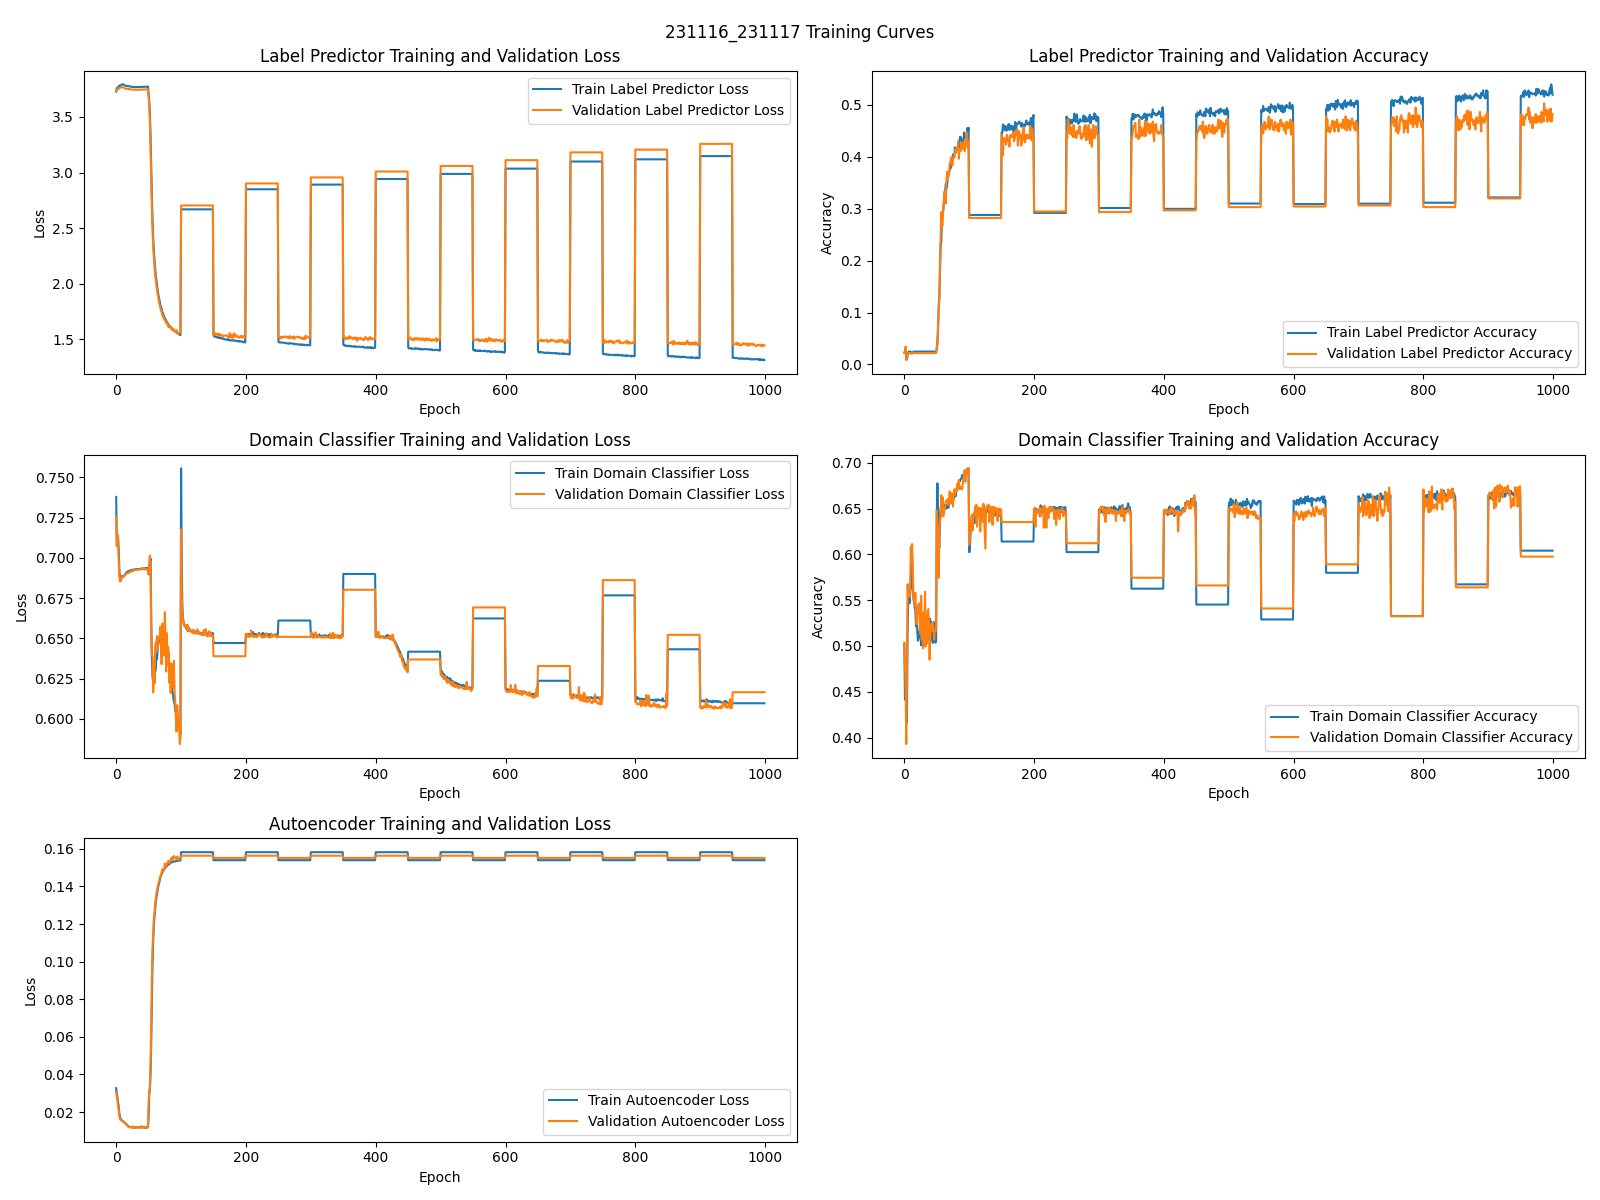 231116_231117 Training Curves
Label Predictor Training and Validation Loss
Loss
3.5
3.0
2.5
2.0
1.5
Train Label Predictor Loss
Validation Label Predictor Loss
0 200 400 600 800 1000
Epoch
Label Predictor Training and Validation Accuracy
Accuracy
0.5
0.4
0.3
0.2
0.1
0.0
Train Label Predictor Accuracy
Validation Label Predictor Accuracy
0 200 400 600 800 1000
Epoch
Domain Classifier Training and Validation Loss
Loss
0.750
0.725
0.700
0.675
0.650
0.625
0.600
Train Domain Classifier Loss
Validation Domain Classifier Loss
0 200 400 600 800 1000
Epoch
Domain Classifier Training and Validation Accuracy
Accuracy
0.70
0.65
0.60
0.55
0.50
0.45
0.40
Train Domain Classifier Accuracy
Validation Domain Classifier Accuracy
0 200 400 600 800 1000
Epoch
Autoencoder Training and Validation Loss
Loss
0.16
0.14
0.12
0.10
0.08
0.06
0.04
0.02
Train Autoencoder Loss
Validation Autoencoder Loss
0 200 400 600 800 1000
Epoch